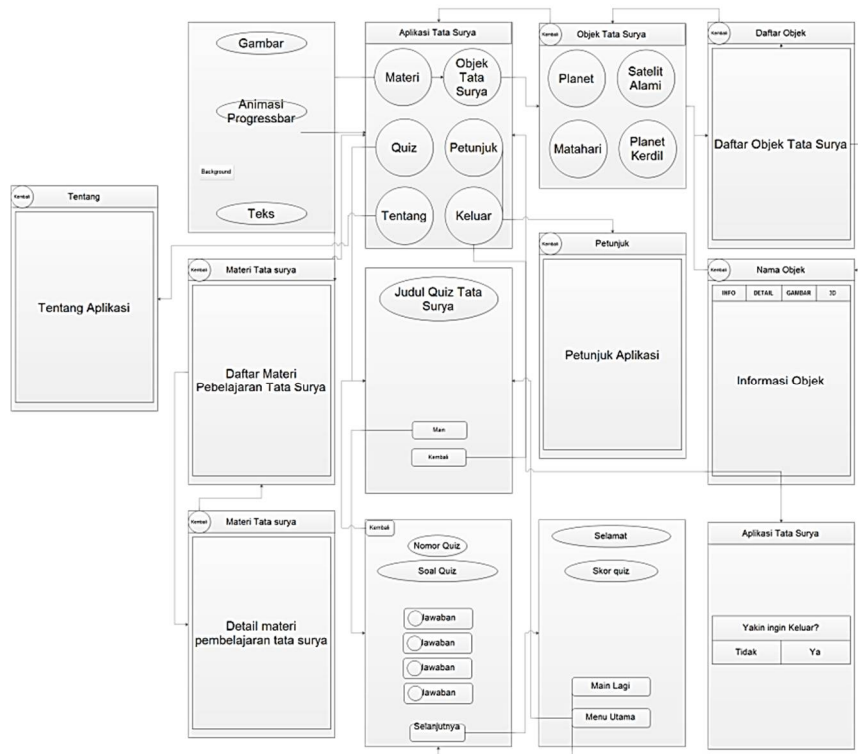 Gambar
Animasi
Progressbar
Background
Teks
Aplikasi Tata Surya
Materi
Objek
Tata
Surya
Quiz
Petunjuk
Tentang
Keluar
Kembali
Objek Tata Surya
Planet
Satelit
Alami
Matahari
Planet
Kerdil
Kembali
Daftar Objek
Daftar Objek Tata Surya
Kembali
Tentang
Tentang Aplikasi
Kembali
Materi Tata surya
Daftar Materi
Pebelajaran Tata Surya
Judul Quiz Tata
Surya
Main
Kembali
Kembali
Petunjuk
Petunjuk Aplikasi
Kembali
Nama Objek
INFO DETAIL GAMBAR 3D
Informasi Objek
Kembali
Materi Tata surya
Detail materi
pembelajaran tata surya
Kembali
Nomor Quiz
Soal Quiz
Jawaban
Jawaban
Jawaban
Jawaban
Selanjutnya
Selamat
Skor quiz
Main Lagi
Menu Utama
Aplikasi Tata Surya
Yakin ingin Keluar?
Tidak Ya